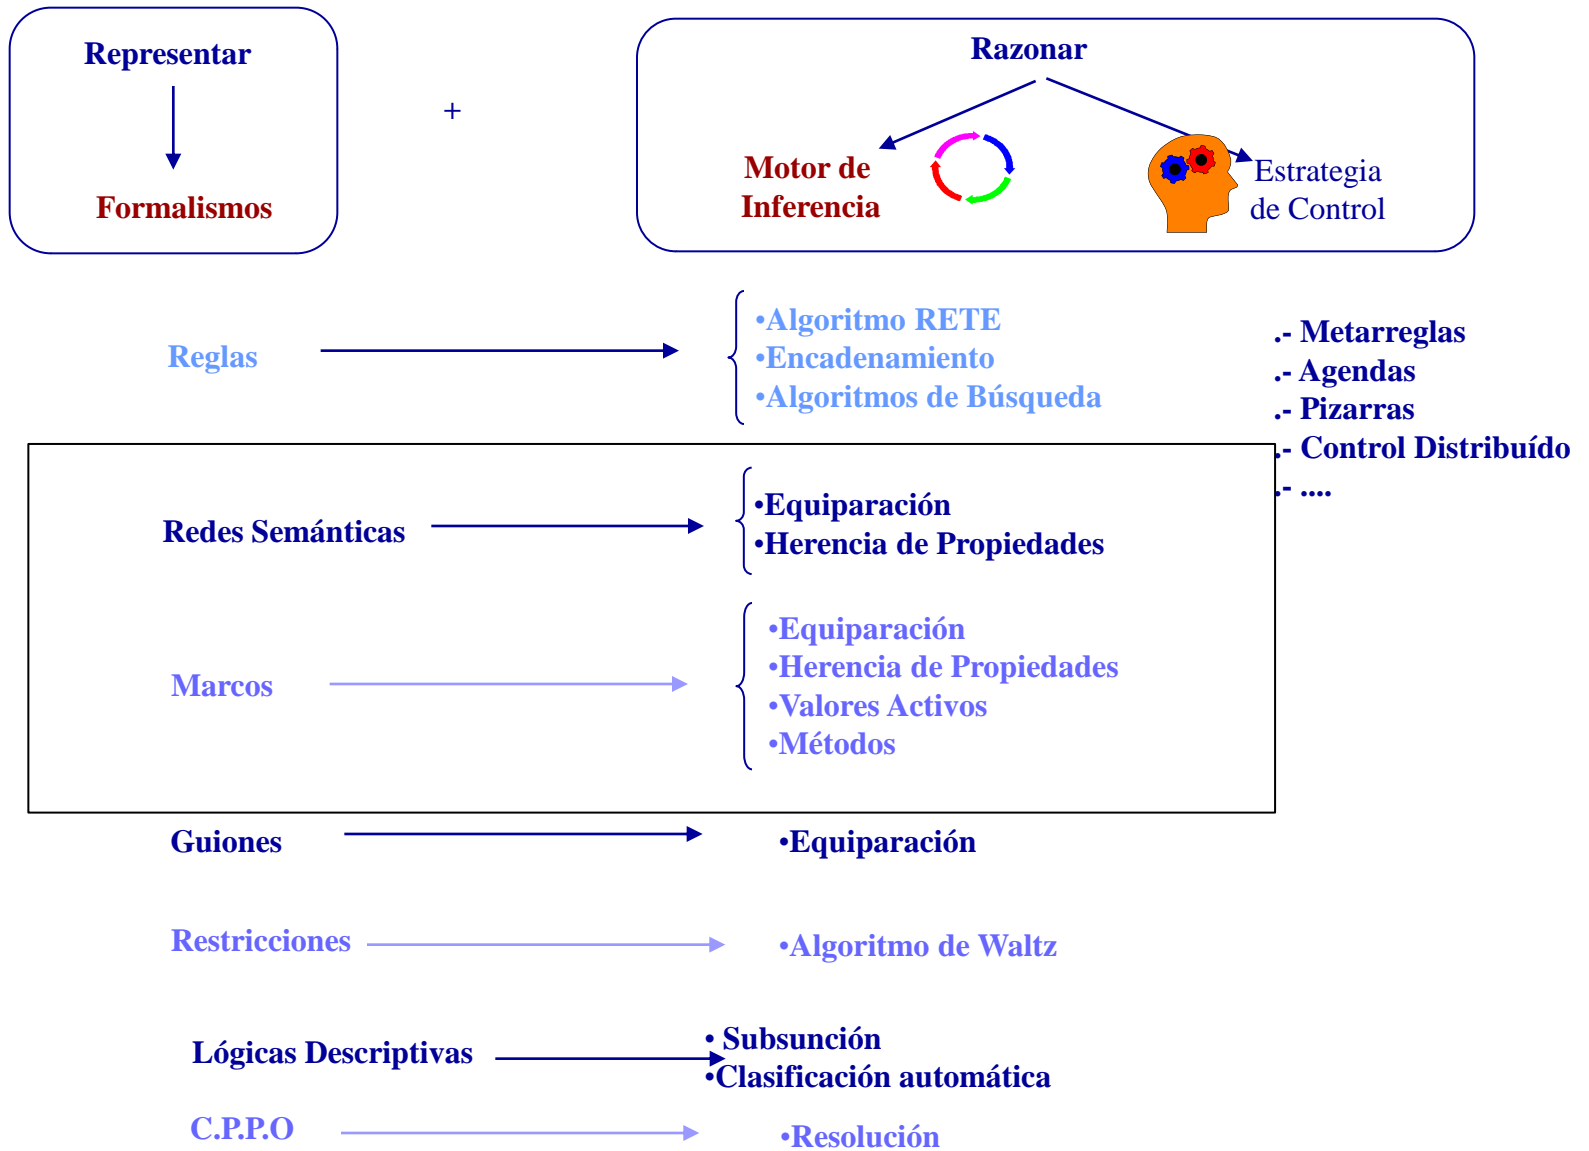 Representar
Formalismos
+
Razonar
Motor de
Inferencia
Estrategia
de Control
Reglas
•Algoritmo RETE
•Encadenamiento
•Algoritmos de Búsqueda
.- Metarreglas
.- Agendas
.- Pizarras
.- Control Distribuído
.- ....
Redes Semánticas
•Equiparación
•Herencia de Propiedades
Marcos
•Equiparación
•Herencia de Propiedades
•Valores Activos
•Métodos
Guiones
•Equiparación
Restricciones
•Algoritmo de Waltz
Lógicas Descriptivas
• Subsunción
•Clasificación automática
C.P.P.O
•Resolución